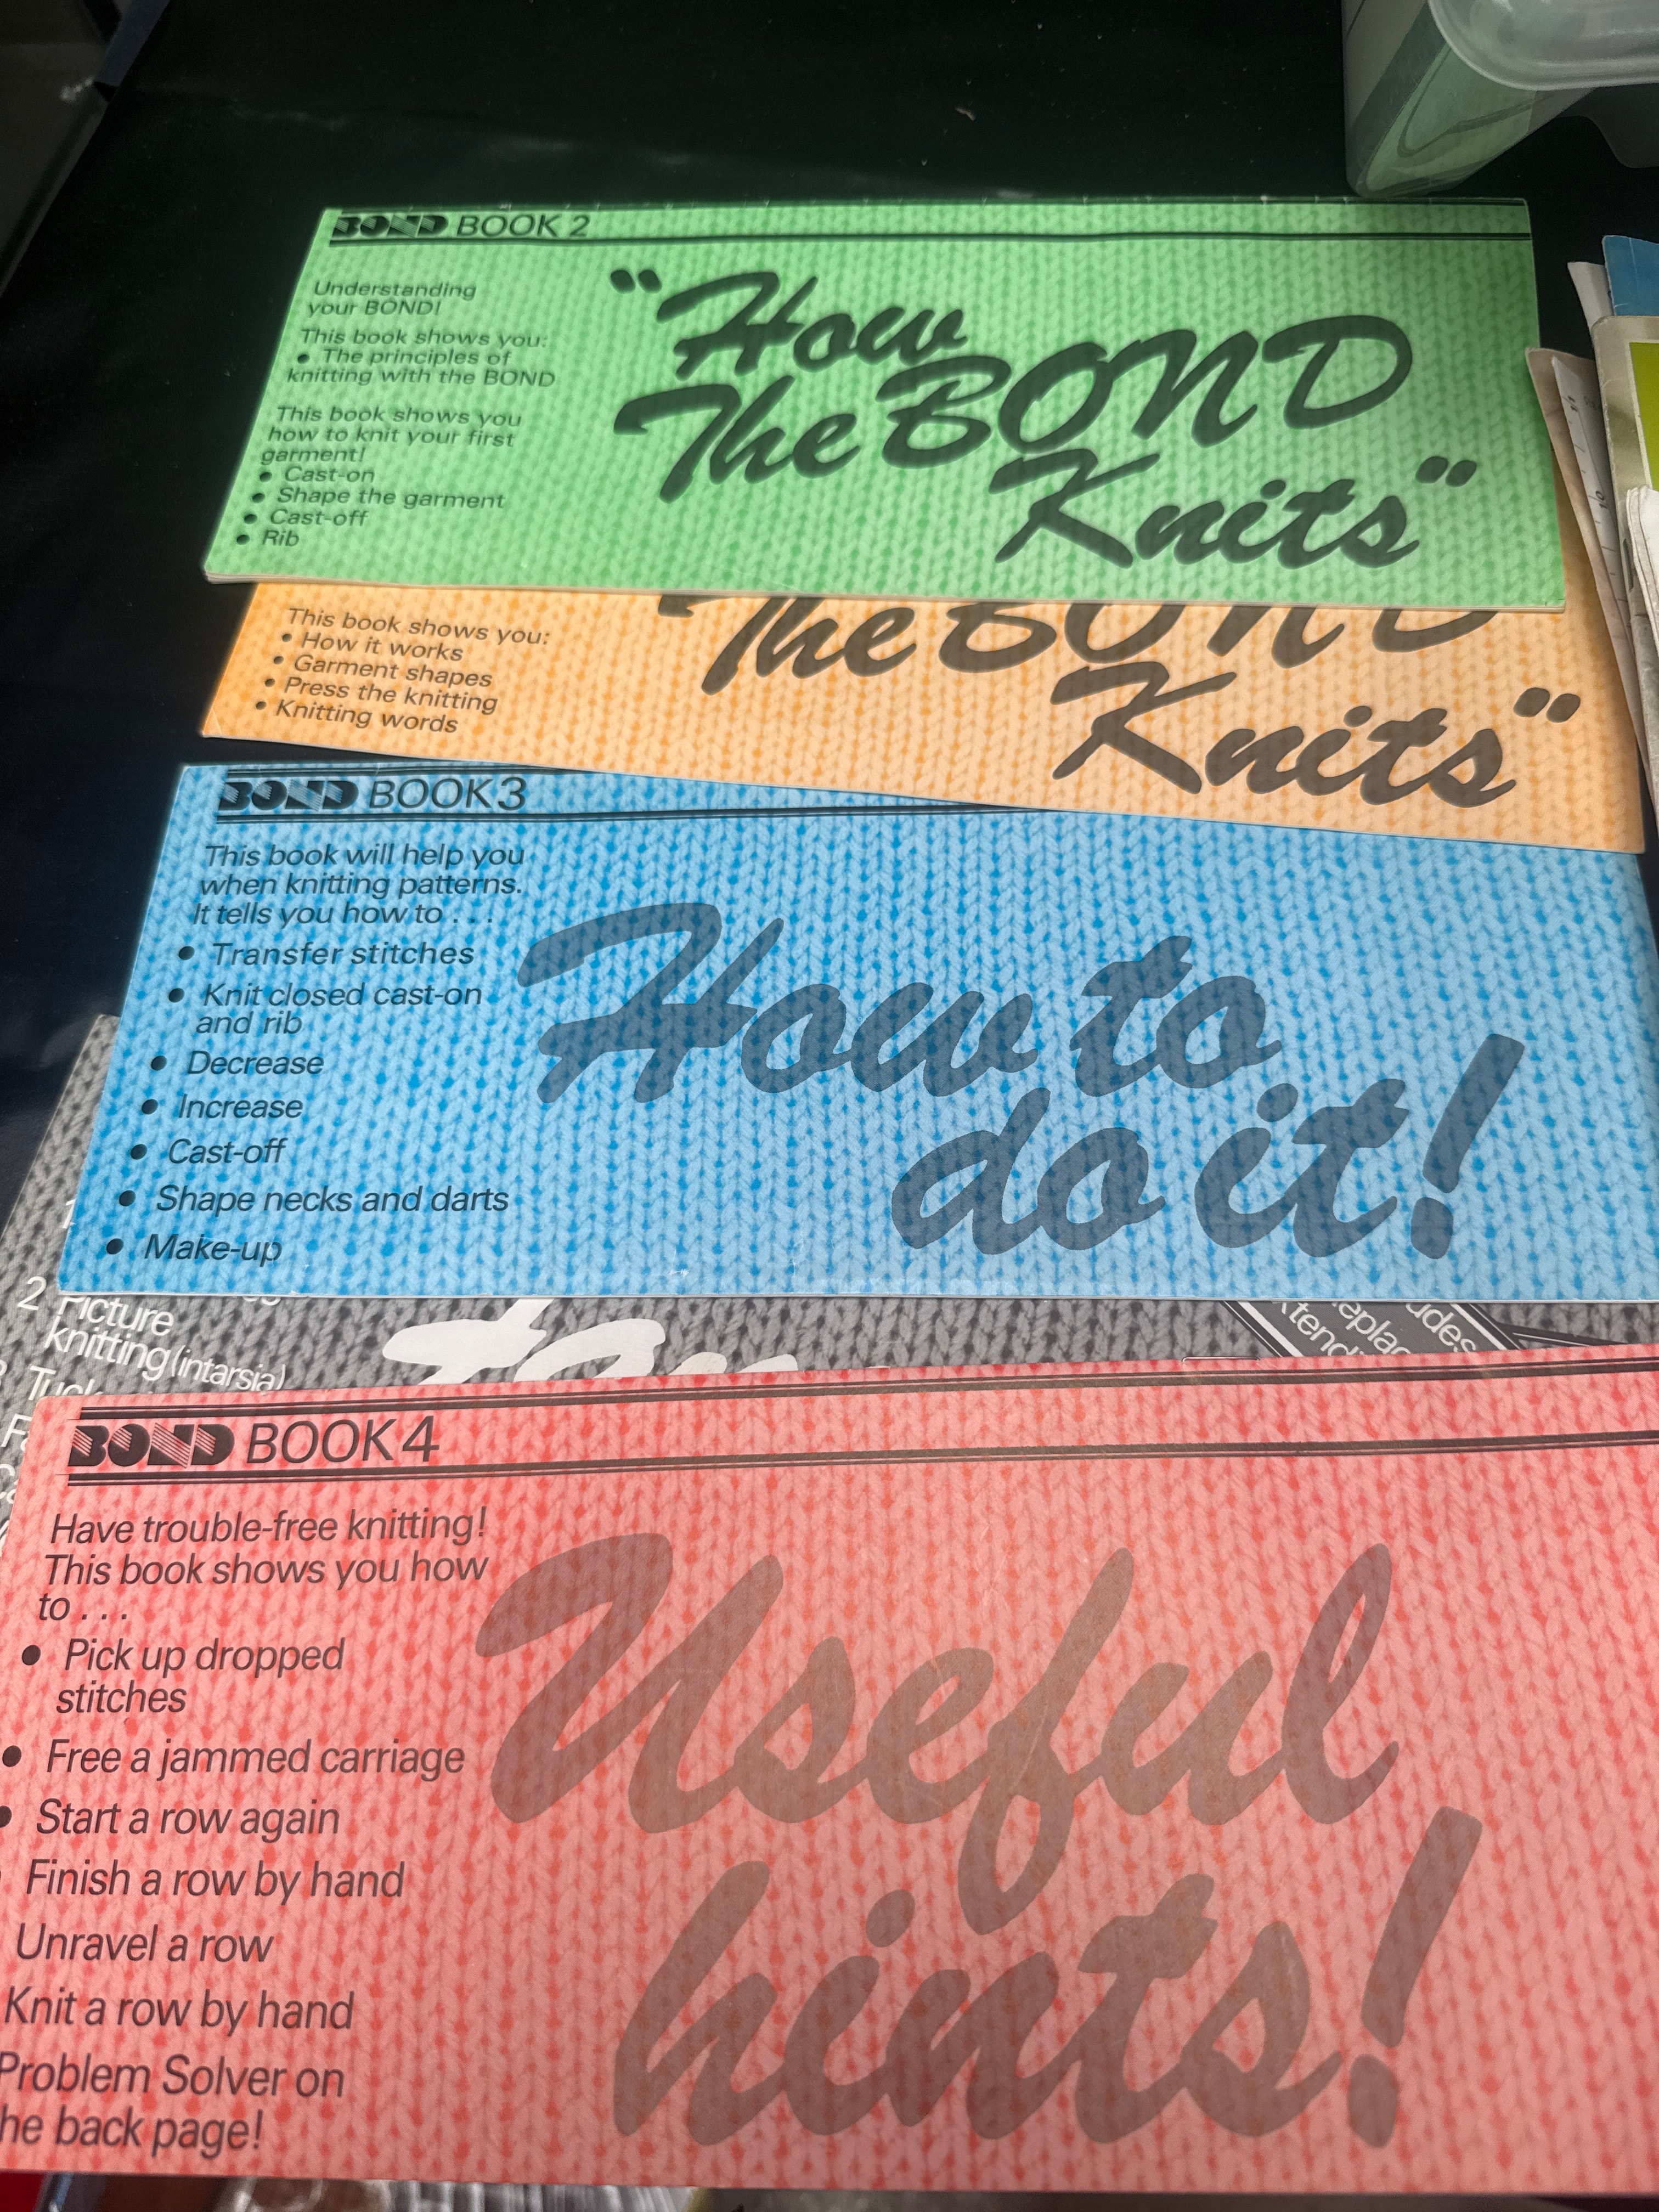 BOND BOOK 2
Understanding
your BOND!
This book shows you:
• The principles of
knitting with the BOND
This book shows you
how to knit your first
garment!
• Cast-on
• Shape the garment
• Cast-off
• Rib
"How
The BOND
Knits"
This book shows you:
• How it works
• Garment shapes
• Press the knitting
• Knitting words
The BOND
Knits"
BOND BOOK 3
This book will help you
when knitting patterns.
It tells you how to . . .
• Transfer stitches
• Knit closed cast-on
and rib
• Decrease
• Increase
• Cast-off
• Shape necks and darts
• Make-up
How to
do it!
2 Picture
knitting (intarsia)
BOND BOOK 4
Have trouble-free knitting!
This book shows you how
to . . .
• Pick up dropped
stitches
• Free a jammed carriage
• Start a row again
Finish a row by hand
Unravel a row
Knit a row by hand
Problem Solver on
he back page!
Useful
hints!